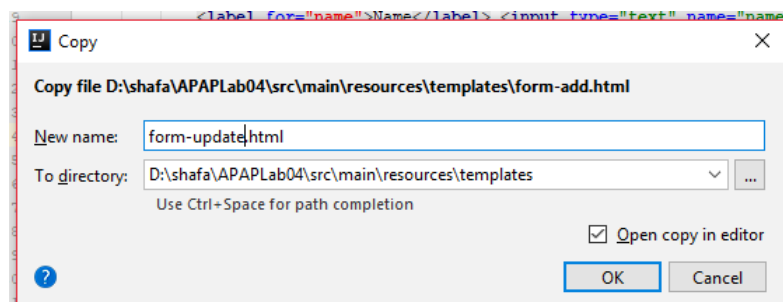 <label for="name">Name</label> <input type="text" name="name
Copy
Copy file D:\shafa\APAPLab04\src\main\resources\templates\form-add.html
New name: form-update.html
To directory: D:\shafa\APAPLab04\src\main\resources\templates
...
Use Ctrl+Space for path completion
Open copy in editor
? OK Cancel